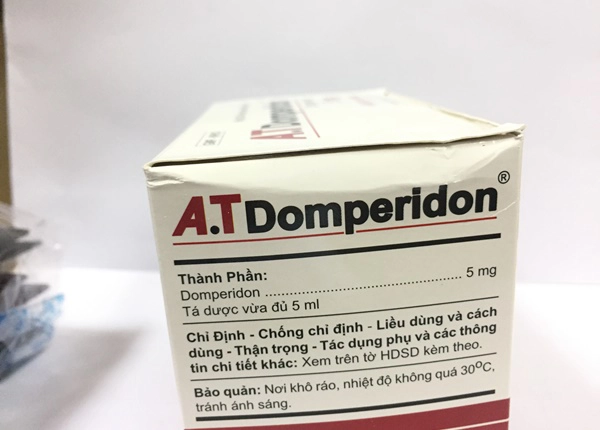 A.T Domperidon
A.T Domperidon®
Thành Phần:
Domperidon ........................................................ 5 mg
Tá dược vừa đủ 5 ml
Chỉ Định - Chống chỉ định - Liều dùng và cách
dùng - Thận trọng - Tác dụng phụ và các thông
tin chi tiết khác: Xem trên tờ HDSD kèm theo.
Bảo quản: Nơi khô ráo, nhiệt độ không quá 30⁰C,
tránh ánh sáng.